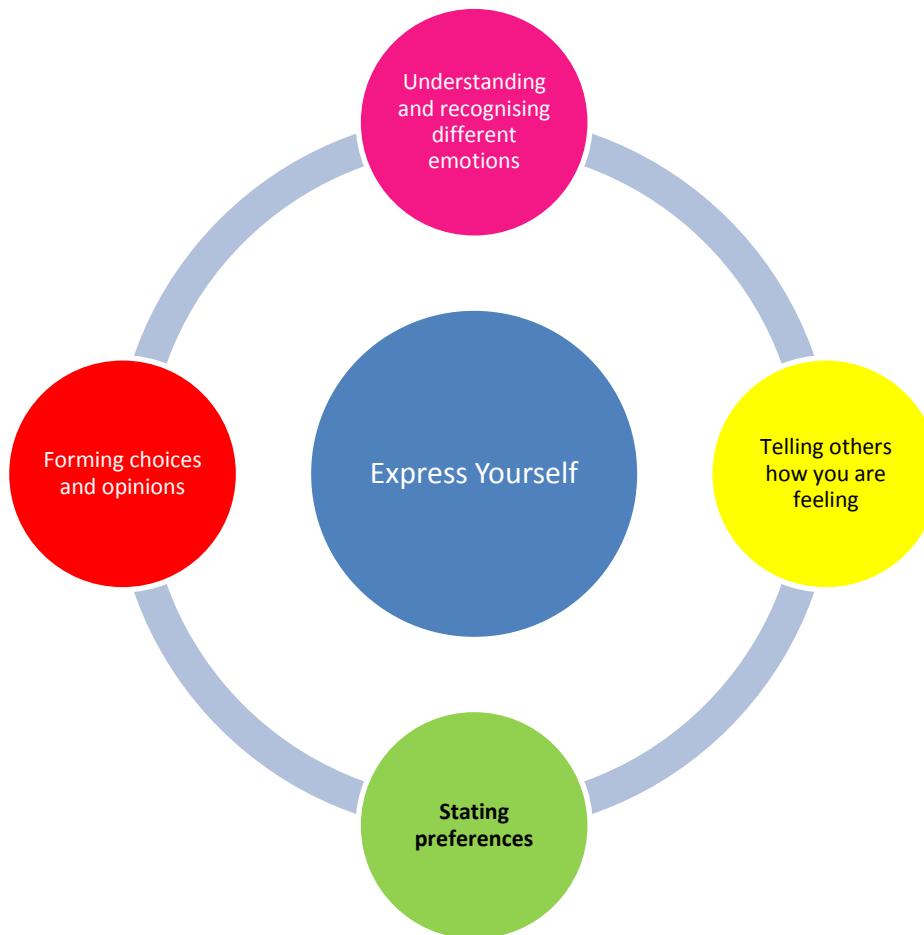 Understanding
and recognising
different
emotions
Forming choices
and opinions
Express Yourself
Telling others
how you are
feeling
Stating
preferences